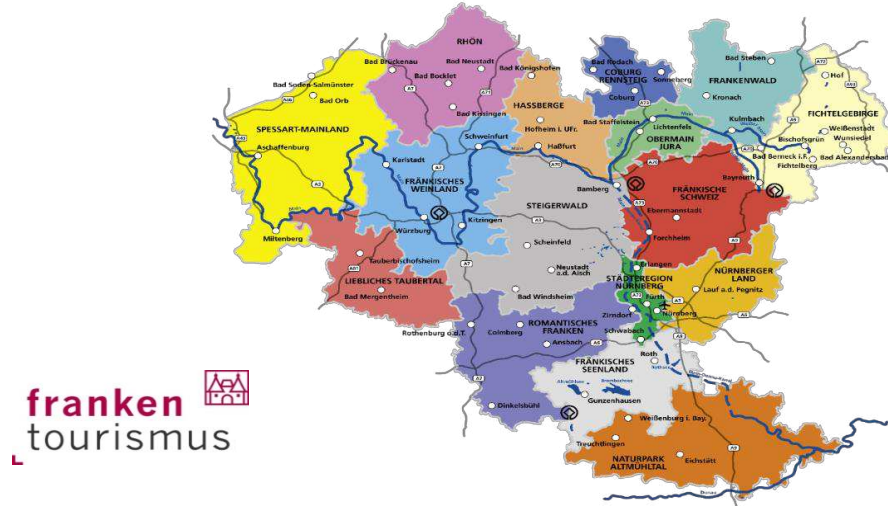 RHÖN
Bad Brückenau
Bad Neustadt
Bad Bocklet
Bad Kissingen
Bad Königshofen
HASSBERGE
Hofheim i. UFr.
Haßfurt
Bad Rodach
COBURG
RENNSTEIG
Sonneberg
Coburg
Bad Steben
FRANKENWALD
Kronach
Kulmbach
Hof
FICHTELGEBIRGE
Weißenstadt
Wunsiedel
Bischofsgrün
Bad Alexandersbad
Bad Berneck i.F.
Fichtelberg
Bad Staffelstein
Lichtenfels
OBERMAIN
JURA
Bad Soden-Salmünster
Bad Orb
SPESSART-MAINLAND
Aschaffenburg
Miltenberg
Schweinfurt
Karlstadt
FRÄNKISCHES
WEINLAND
Würzburg
Kitzingen
Bamberg
STEIGERWALD
Scheinfeld
Neustadt
a.d. Aisch
Bad Windsheim
Bayreuth
FRÄNKISCHE
SCHWEIZ
Ebermannstadt
Forchheim
Tauberbischofsheim
LIEBLICHES TAUBERTAL
Bad Mergentheim
Erlangen
STÄDTEREGION
NÜRNBERG
Fürth
Nürnberg
Zirndorf
Schwabach
NÜRNBERGER
LAND
Lauf a.d. Pegnitz
Rothenburg o.d.T.
ROMANTISCHES
FRANKEN
Colmberg
Ansbach
Dinkelsbühl
Roth
FRÄNKISCHES
SEENLAND
Gunzenhausen
Weißenburg i. Bay.
Treuchtlingen
NATURPARK
ALTMÜHLTAL
Eichstätt
Donau
franken
tourismus